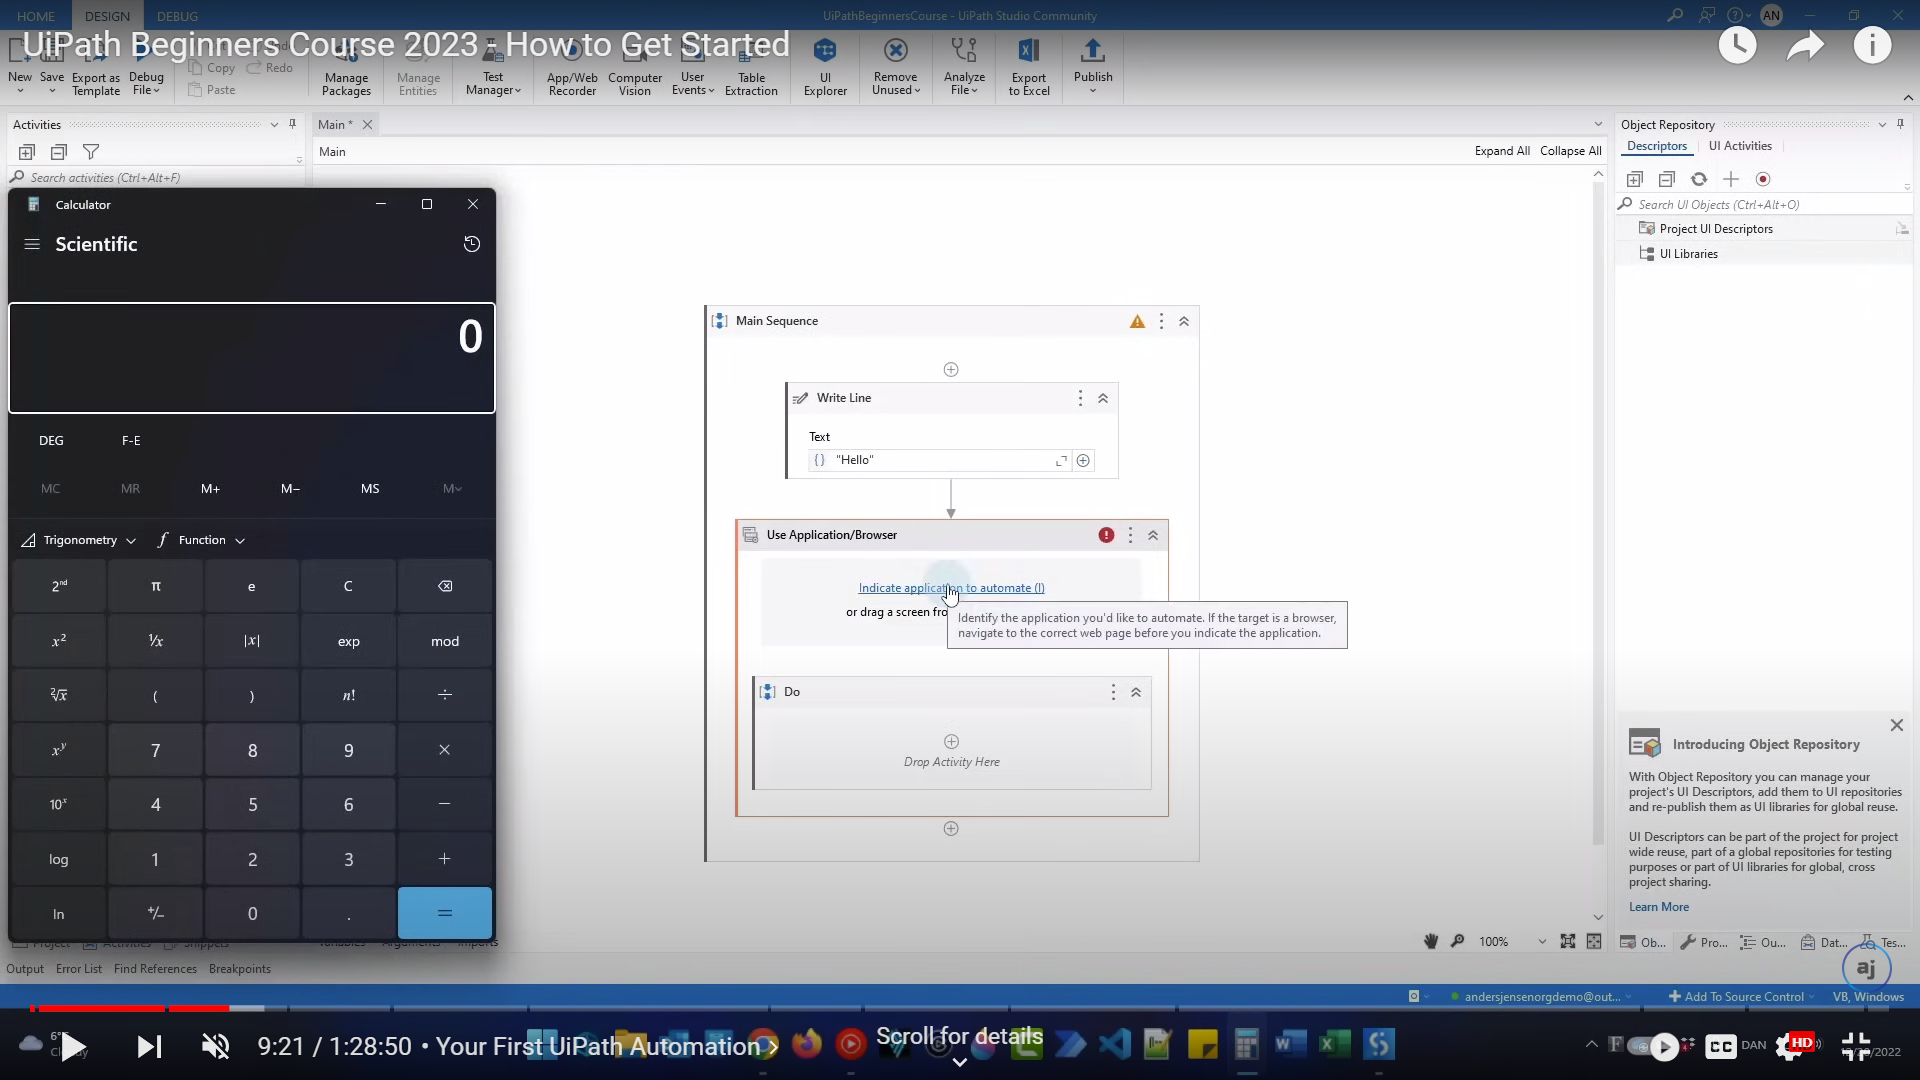 HOME DESIGN DEBUG UiPathBeginnersCourse - UiPath Studio Community AN
UiPath Beginners Course 2023 - How to Get Started
New Save Export as Template Debug File Copy Redo Paste Manage Packages Manage Entities Test Manager App/Web Recorder Computer Vision User Events Table Extraction UI Explorer Remove Unused Analyze File Export to Excel Publish
Activities
Search activities (Ctrl+Alt+F)
Main *
Main Expand All Collapse All
Object Repository
Descriptors UI Activities
Search UI Objects (Ctrl+Alt+O)
Project UI Descriptors
UI Libraries
Calculator
Scientific
0
DEG F-E
MC MR M+ M− MS M
Trigonometry f Function
2nd π e C
x² ¹/x |x| exp mod
²√x ( ) n! ÷
xʸ 7 8 9 ×
10ˣ 4 5 6 −
log 1 2 3 +
ln +/− 0 . =
Main Sequence
Write Line
Text
"Hello"
Use Application/Browser
Indicate application to automate (I)
or drag a screen fro
Identify the application you'd like to automate. If the target is a browser,
navigate to the correct web page before you indicate the application.
Do
Drop Activity Here
Introducing Object Repository
With Object Repository you can manage your
project's UI Descriptors, add them to UI repositories
and re-publish them as UI libraries for global reuse.
UI Descriptors can be part of the project for project
wide reuse, part of a global repositories for testing
purposes or part of UI libraries for global, cross
project sharing.
Learn More
100%
Ob... Pro... Ou... Dat... Tes...
Output Error List Find References Breakpoints
aj
andersjensenorgdemo@out... Add To Source Control VB, Windows
9:21 / 1:28:50 • Your First UiPath Automation
Scroll for details
CC DAN HD